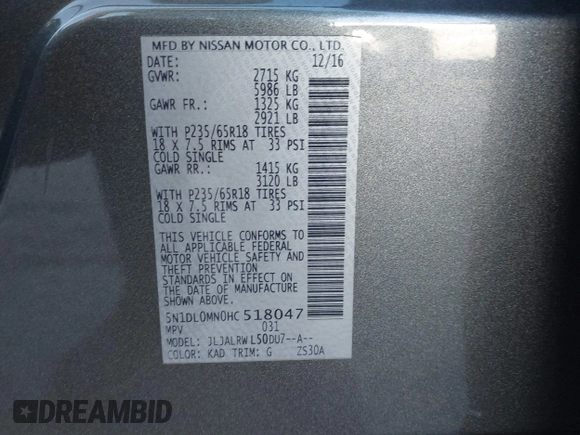 MFD BY NISSAN MOTOR CO., LTD.
DATE: 12/16
GVWR: 2715 KG
5986 LB
GAWR FR.: 1325 KG
2921 LB
WITH P235/65R18 TIRES
18 X 7.5 RIMS AT 33 PSI
COLD SINGLE
GAWR RR.: 1415 KG
3120 LB
WITH P235/65R18 TIRES
18 X 7.5 RIMS AT 33 PSI
COLD SINGLE
THIS VEHICLE CONFORMS TO
ALL APPLICABLE FEDERAL
MOTOR VEHICLE SAFETY AND
THEFT PREVENTION
STANDARDS IN EFFECT ON
THE DATE OF MANUFACTURE
SHOWN ABOVE.
5N1DL0MN0HC518047
MPV 031
MODEL: JLJALRWL50DU7--A--
COLOR: KAD TRIM: G ZS30A
DREAMBID